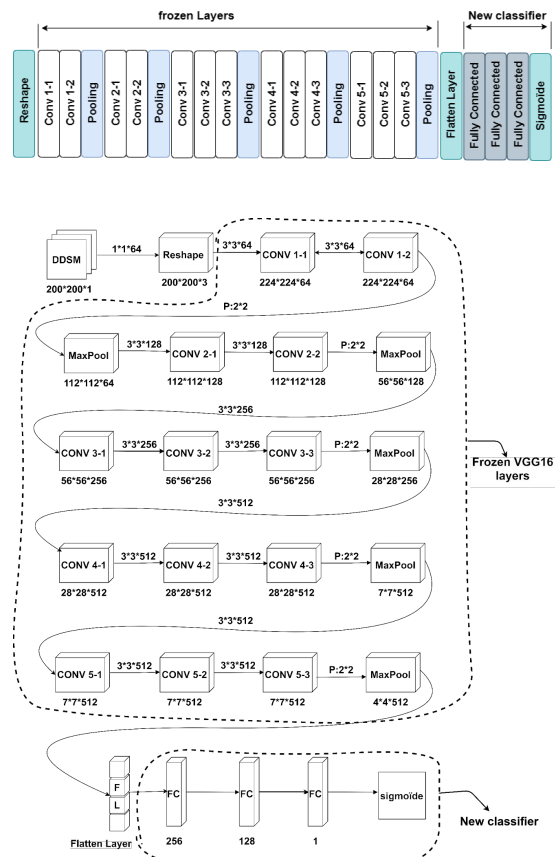 frozen Layers
New classifier
Reshape
Conv 1-1
Conv 1-2
Pooling
Conv 2-1
Conv 2-2
Pooling
Conv 3-1
Conv 3-2
Conv 3-3
Pooling
Conv 4-1
Conv 4-2
Conv 4-3
Pooling
Conv 5-1
Conv 5-2
Conv 5-3
Pooling
Flatten Layer
Fully Connected
Fully Connected
Fully Connected
Sigmoïde
DDSM
1*1*64
Reshape
3*3*64
CONV 1-1
3*3*64
CONV 1-2
200*200*1
200*200*3
224*224*64
224*224*64
P:2*2
MaxPool
3*3*128
CONV 2-1
3*3*128
CONV 2-2
P:2*2
MaxPool
112*112*64
112*112*128
112*112*128
56*56*128
3*3*256
CONV 3-1
3*3*256
CONV 3-2
3*3*256
CONV 3-3
P:2*2
MaxPool
56*56*256
56*56*256
56*56*256
28*28*256
Frozen VGG16
layers
3*3*512
CONV 4-1
3*3*512
CONV 4-2
3*3*512
CONV 4-3
P:2*2
MaxPool
28*28*512
28*28*512
28*28*512
7*7*512
3*3*512
CONV 5-1
3*3*512
CONV 5-2
3*3*512
CONV 5-3
P:2*2
MaxPool
7*7*512
7*7*512
7*7*512
4*4*512
F
L
FC
FC
FC
sigmoïde
Flatten Layer
256
128
1
New classifier